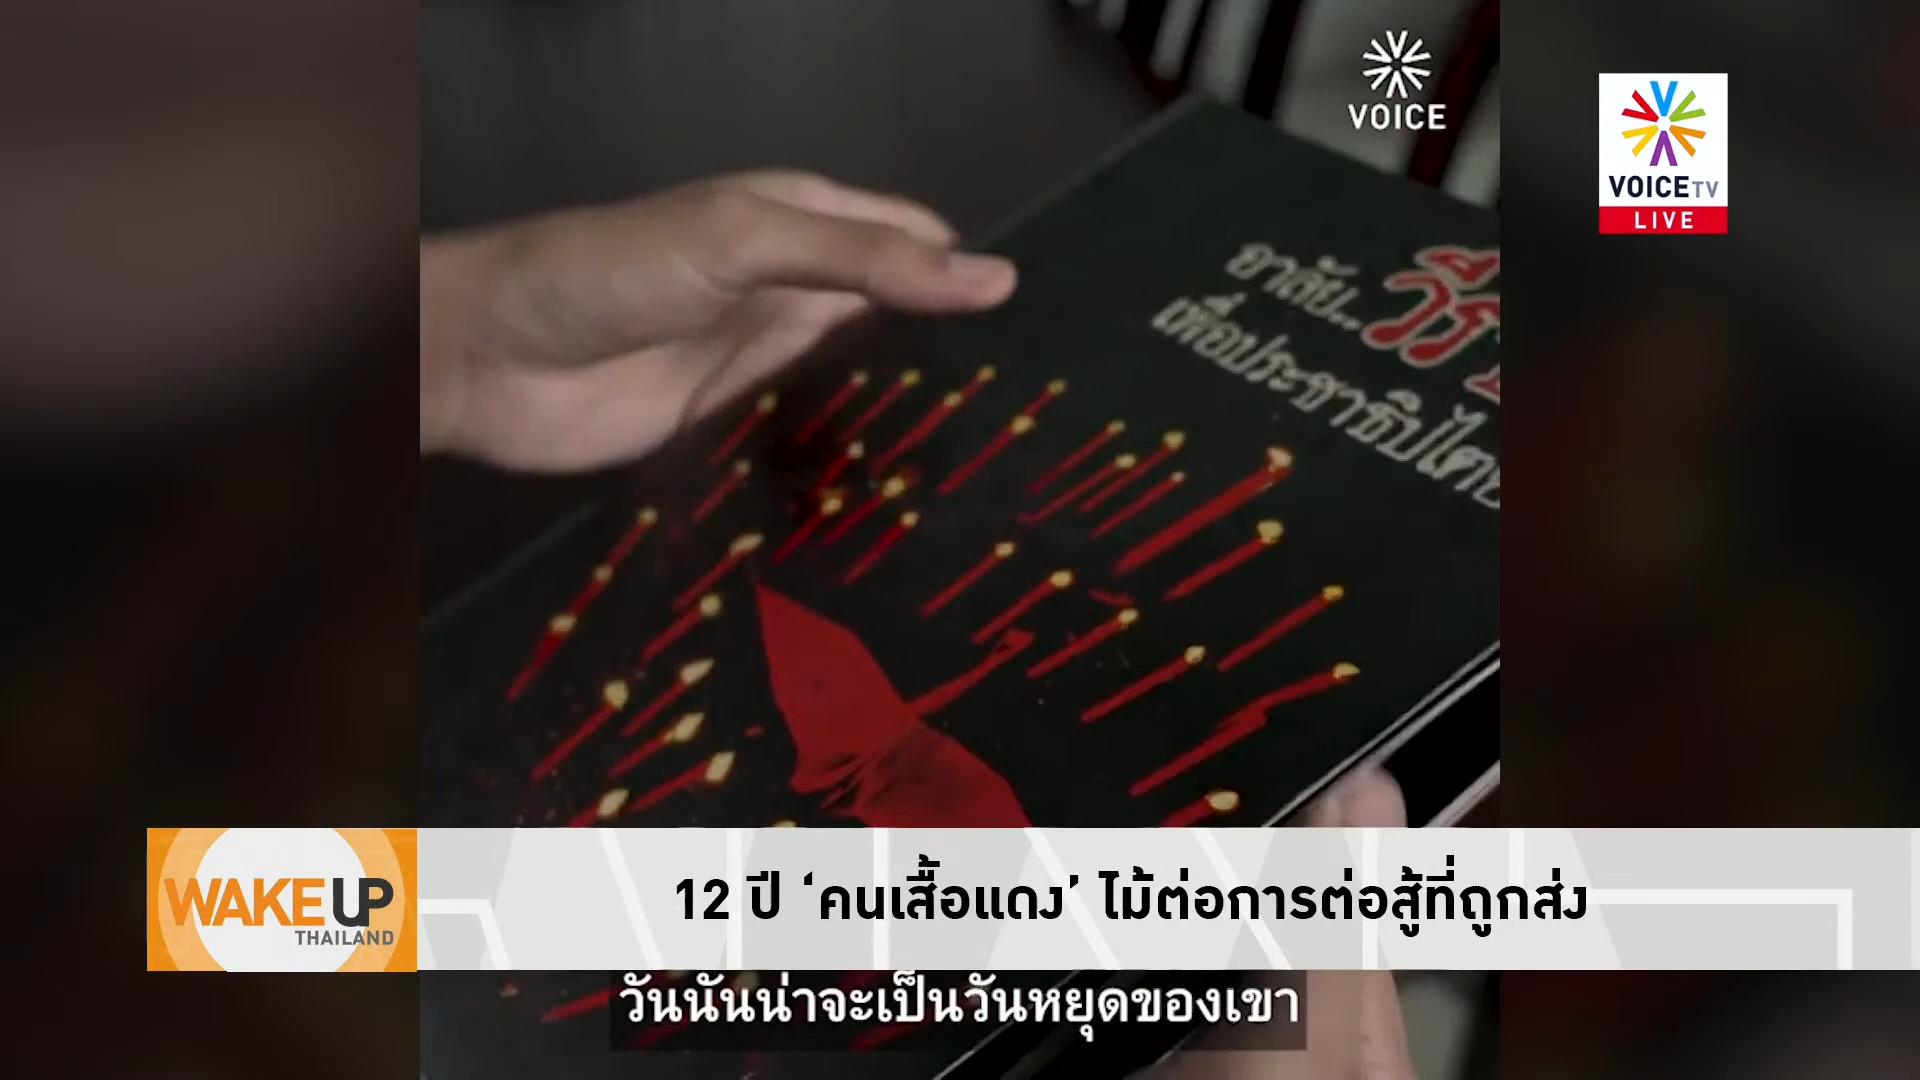 VOICE
VOICE TV
LIVE
อาลัย..วีร
เพื่อประชาธิปไตย
WAKE UP
THAILAND
12 ปี ‘คนเสื้อแดง’ ไม้ต่อการต่อสู้ที่ถูกส่ง
วันนั้นน่าจะเป็นวันหยุดของเขา